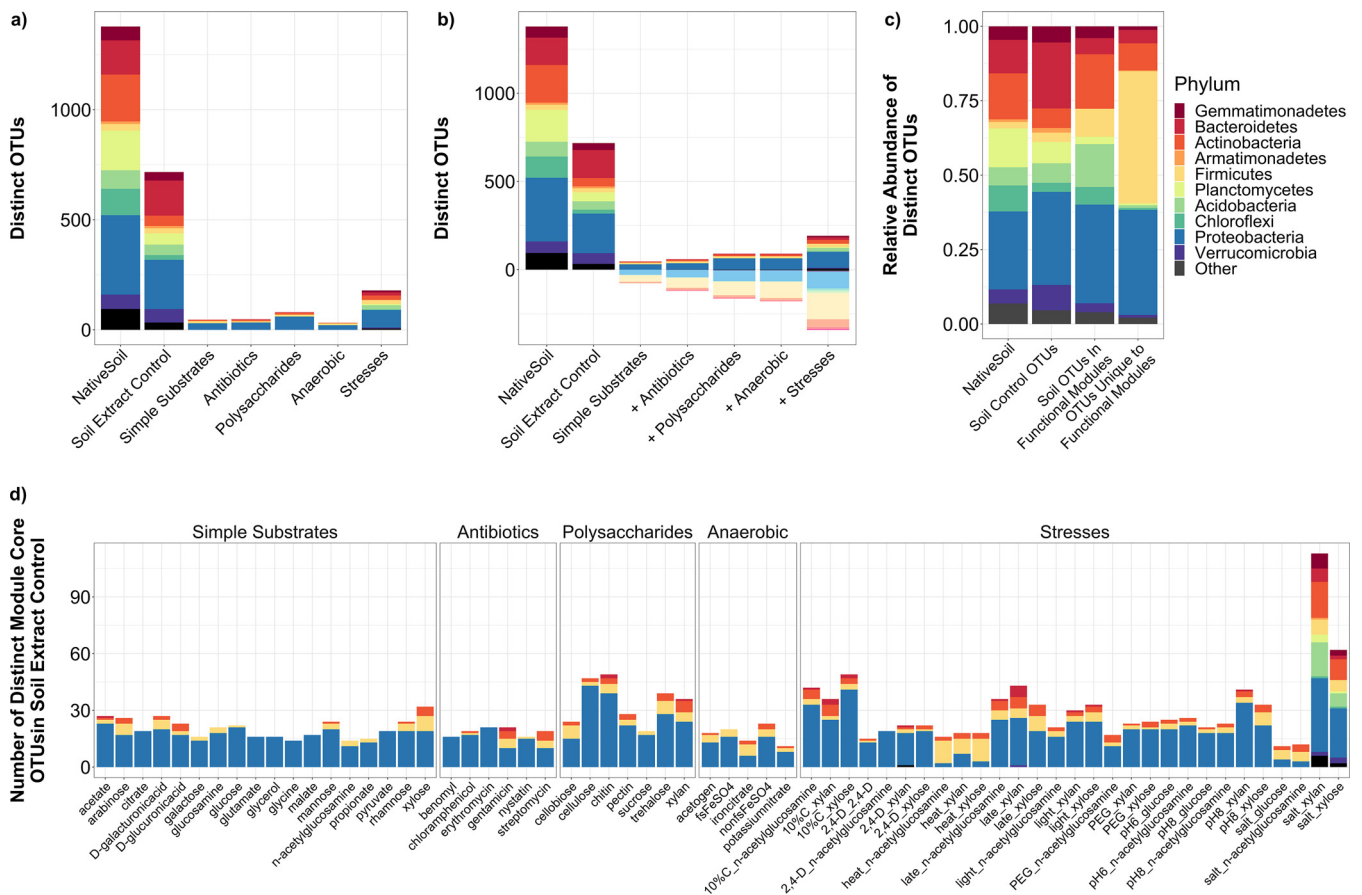 a)
Distinct OTUs
1000
500
0
NativeSoil
Soil Extract Control
Simple Substrates
Antibiotics
Polysaccharides
Anaerobic
Stresses
b)
Distinct OTUs
1000
500
0
NativeSoil
Soil Extract Control
Simple Substrates
+ Antibiotics
+ Polysaccharides
+ Anaerobic
+ Stresses
c)
Relative Abundance of
Distinct OTUs
1.00
0.75
0.50
0.25
0.00
NativeSoil
Soil Control OTUs
Soil OTUs In
Functional Modules
OTUs Unique to
Functional Modules
Phylum
Gemmatimonadetes
Bacteroidetes
Actinobacteria
Armatimonadetes
Firmicutes
Planctomycetes
Acidobacteria
Chloroflexi
Proteobacteria
Verrucomicrobia
Other
d)
Number of Distinct Module Core
OTUsin Soil Extract Control
90
60
30
0
Simple Substrates
Antibiotics
Polysaccharides
Anaerobic
Stresses
acetate
arabinose
citrate
D-galacturonicacid
D-glucuronicacid
galactose
glucosamine
glucose
glutamate
glycerol
glycine
malate
mannose
n-acetylglucosamine
propionate
pyruvate
rhamnose
xylose
benomyl
chloramphenicol
erythromycin
gentamicin
nystatin
streptomycin
cellobiose
cellulose
chitin
pectin
sucrose
trehalose
xylan
acetogen
fsFeSO4
ironcitrate
nonfsFeSO4
potassiumnitrate
10%C_n-acetylglucosamine
10%C_xylan
10%C_xylose
2,4-D_2,4-D
2,4-D_n-acetylglucosamine
2,4-D_xylan
2,4-D_xylose
heat_n-acetylglucosamine
heat_xylan
heat_xylose
late_n-acetylglucosamine
late_xylan
late_xylose
light_n-acetylglucosamine
light_xylan
light_xylose
PEG_n-acetylglucosamine
PEG_xylan
PEG_xylose
pH6_glucose
pH6_n-acetylglucosamine
pH8_glucose
pH8_n-acetylglucosamine
pH8_xylan
pH8_xylose
salt_glucose
salt_n-acetylglucosamine
salt_xylan
salt_xylose